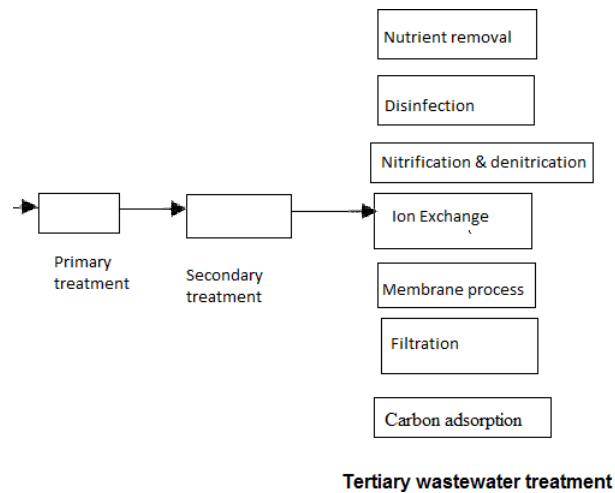 Nutrient removal
Disinfection
Nitrification & denitrication
Ion Exchange
Primary
treatment
Secondary
treatment
Membrane process
Filtration
Carbon adsorption
Tertiary wastewater treatment